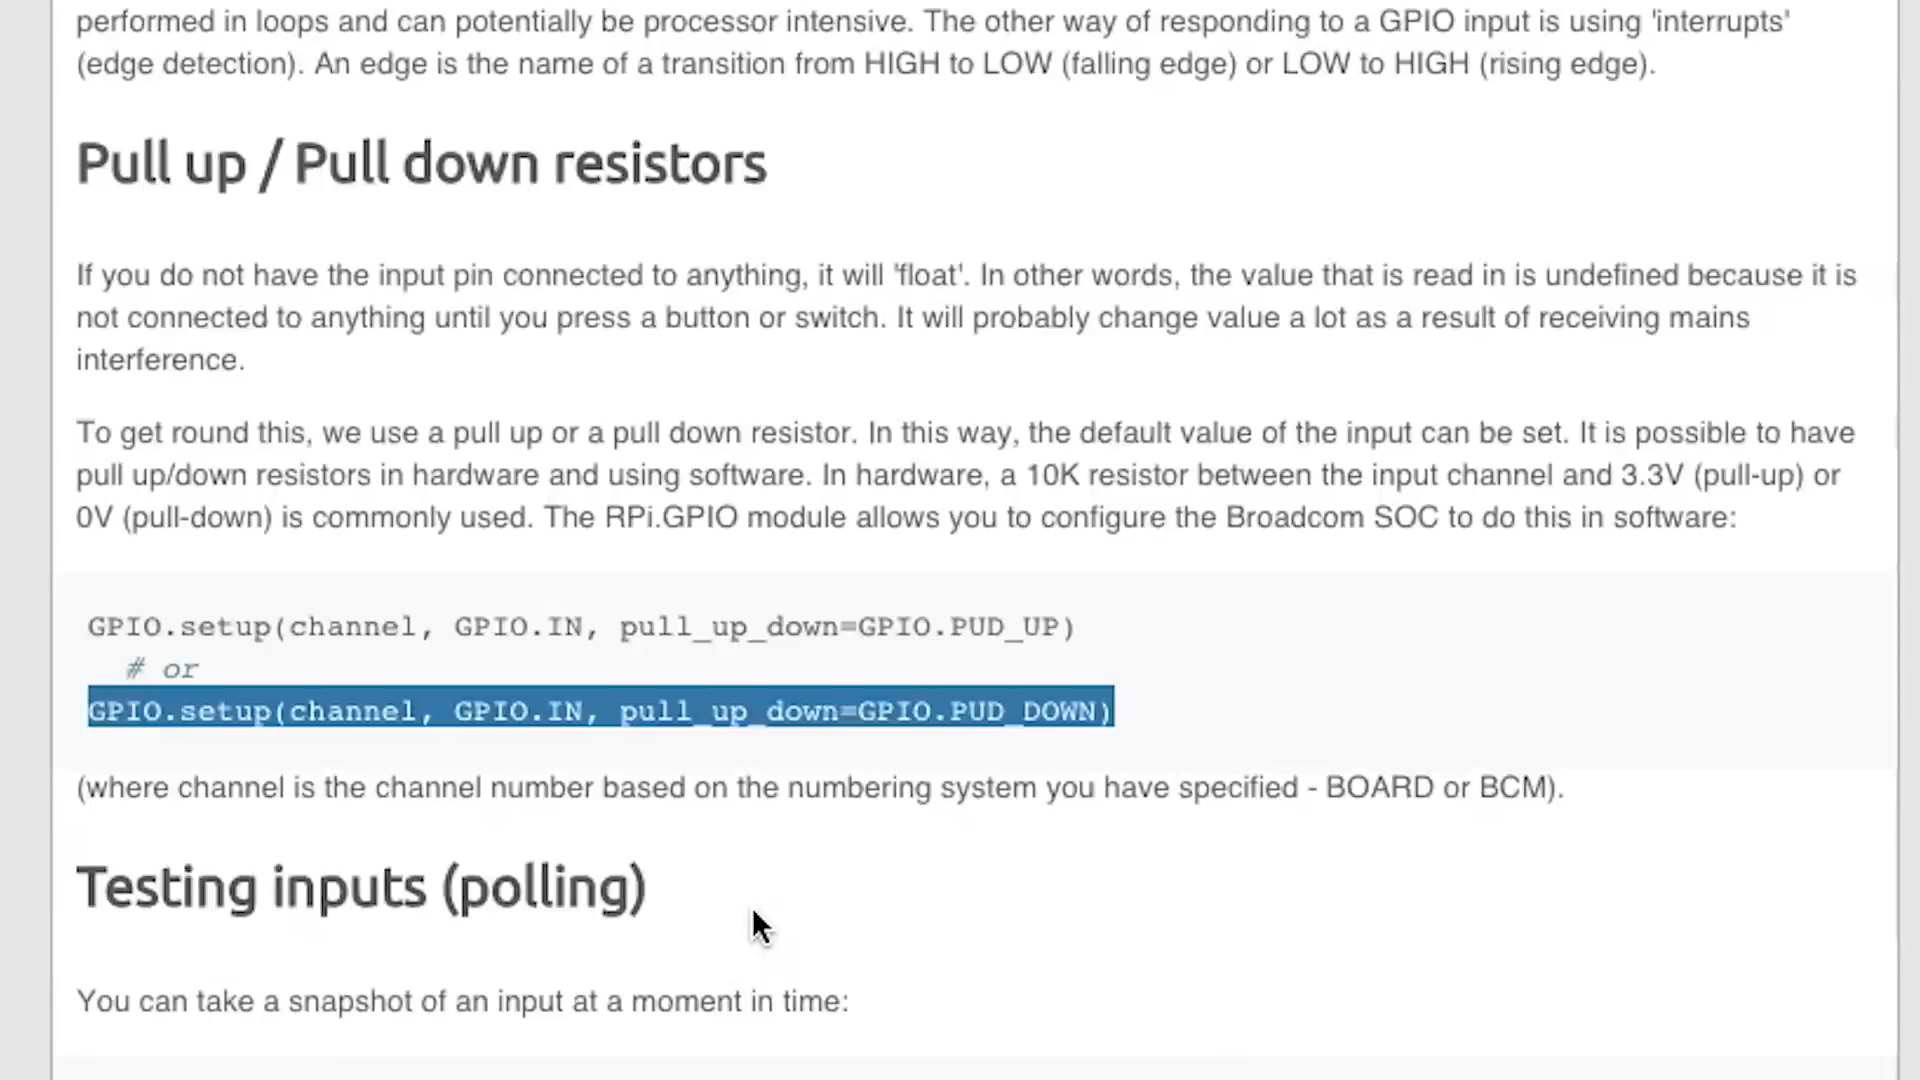 performed in loops and can potentially be processor intensive. The other way of responding to a GPIO input is using 'interrupts'
(edge detection). An edge is the name of a transition from HIGH to LOW (falling edge) or LOW to HIGH (rising edge).
Pull up / Pull down resistors
If you do not have the input pin connected to anything, it will 'float'. In other words, the value that is read in is undefined because it is
not connected to anything until you press a button or switch. It will probably change value a lot as a result of receiving mains
interference.
To get round this, we use a pull up or a pull down resistor. In this way, the default value of the input can be set. It is possible to have
pull up/down resistors in hardware and using software. In hardware, a 10K resistor between the input channel and 3.3V (pull-up) or
0V (pull-down) is commonly used. The RPi.GPIO module allows you to configure the Broadcom SOC to do this in software:
GPIO.setup(channel, GPIO.IN, pull_up_down=GPIO.PUD_UP)
# or
GPIO.setup(channel, GPIO.IN, pull_up_down=GPIO.PUD_DOWN)
(where channel is the channel number based on the numbering system you have specified - BOARD or BCM).
Testing inputs (polling)
You can take a snapshot of an input at a moment in time: